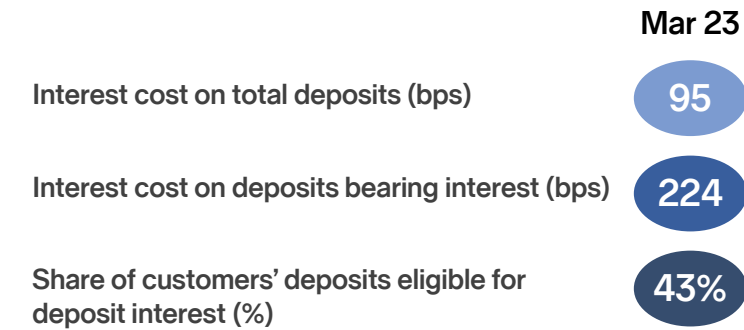 Mar 23
Interest cost on total deposits (bps)
95
Interest cost on deposits bearing interest (bps)
224
Share of customers’ deposits eligible for
deposit interest (%)
43%